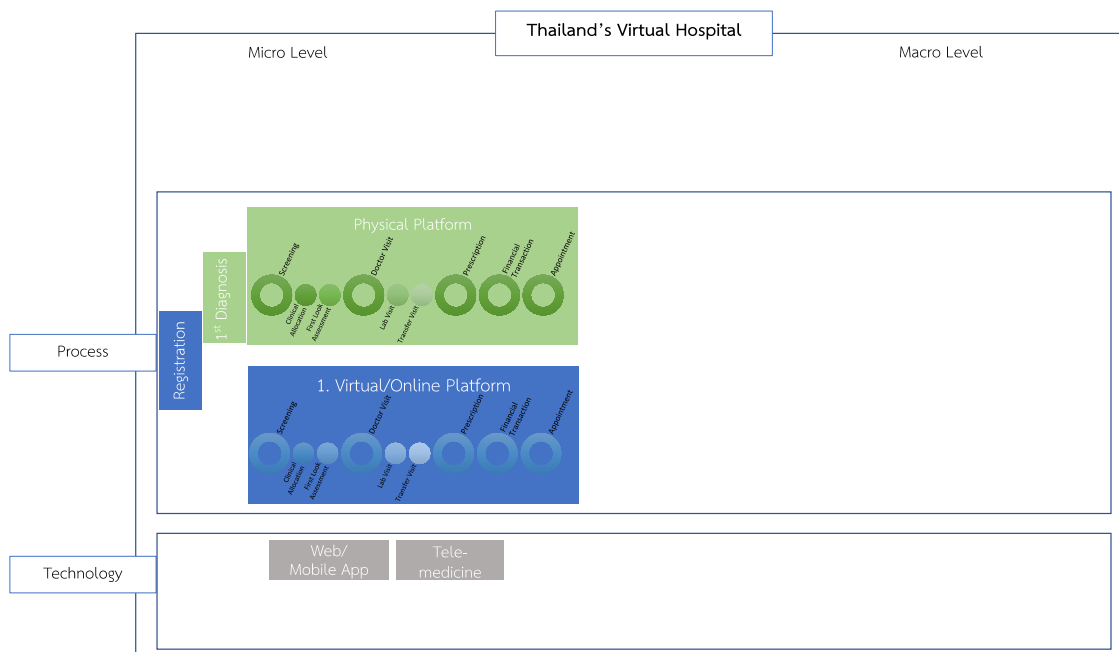 Thailand's Virtual Hospital
Micro Level
Macro Level
Physical Platform
Screening
Clinical
Allocation
First Look
Assessment
Doctor Visit
Lab Visit
Transfer Visit
Prescription
Financial
Transaction
Appointment
1st Diagnosis
Registration
Process
1. Virtual/Online Platform
Screening
Clinical
Allocation
First Look
Assessment
Doctor Visit
Lab Visit
Transfer Visit
Prescription
Financial
Transaction
Appointment
Technology
Web/
Mobile App
Tele-
medicine